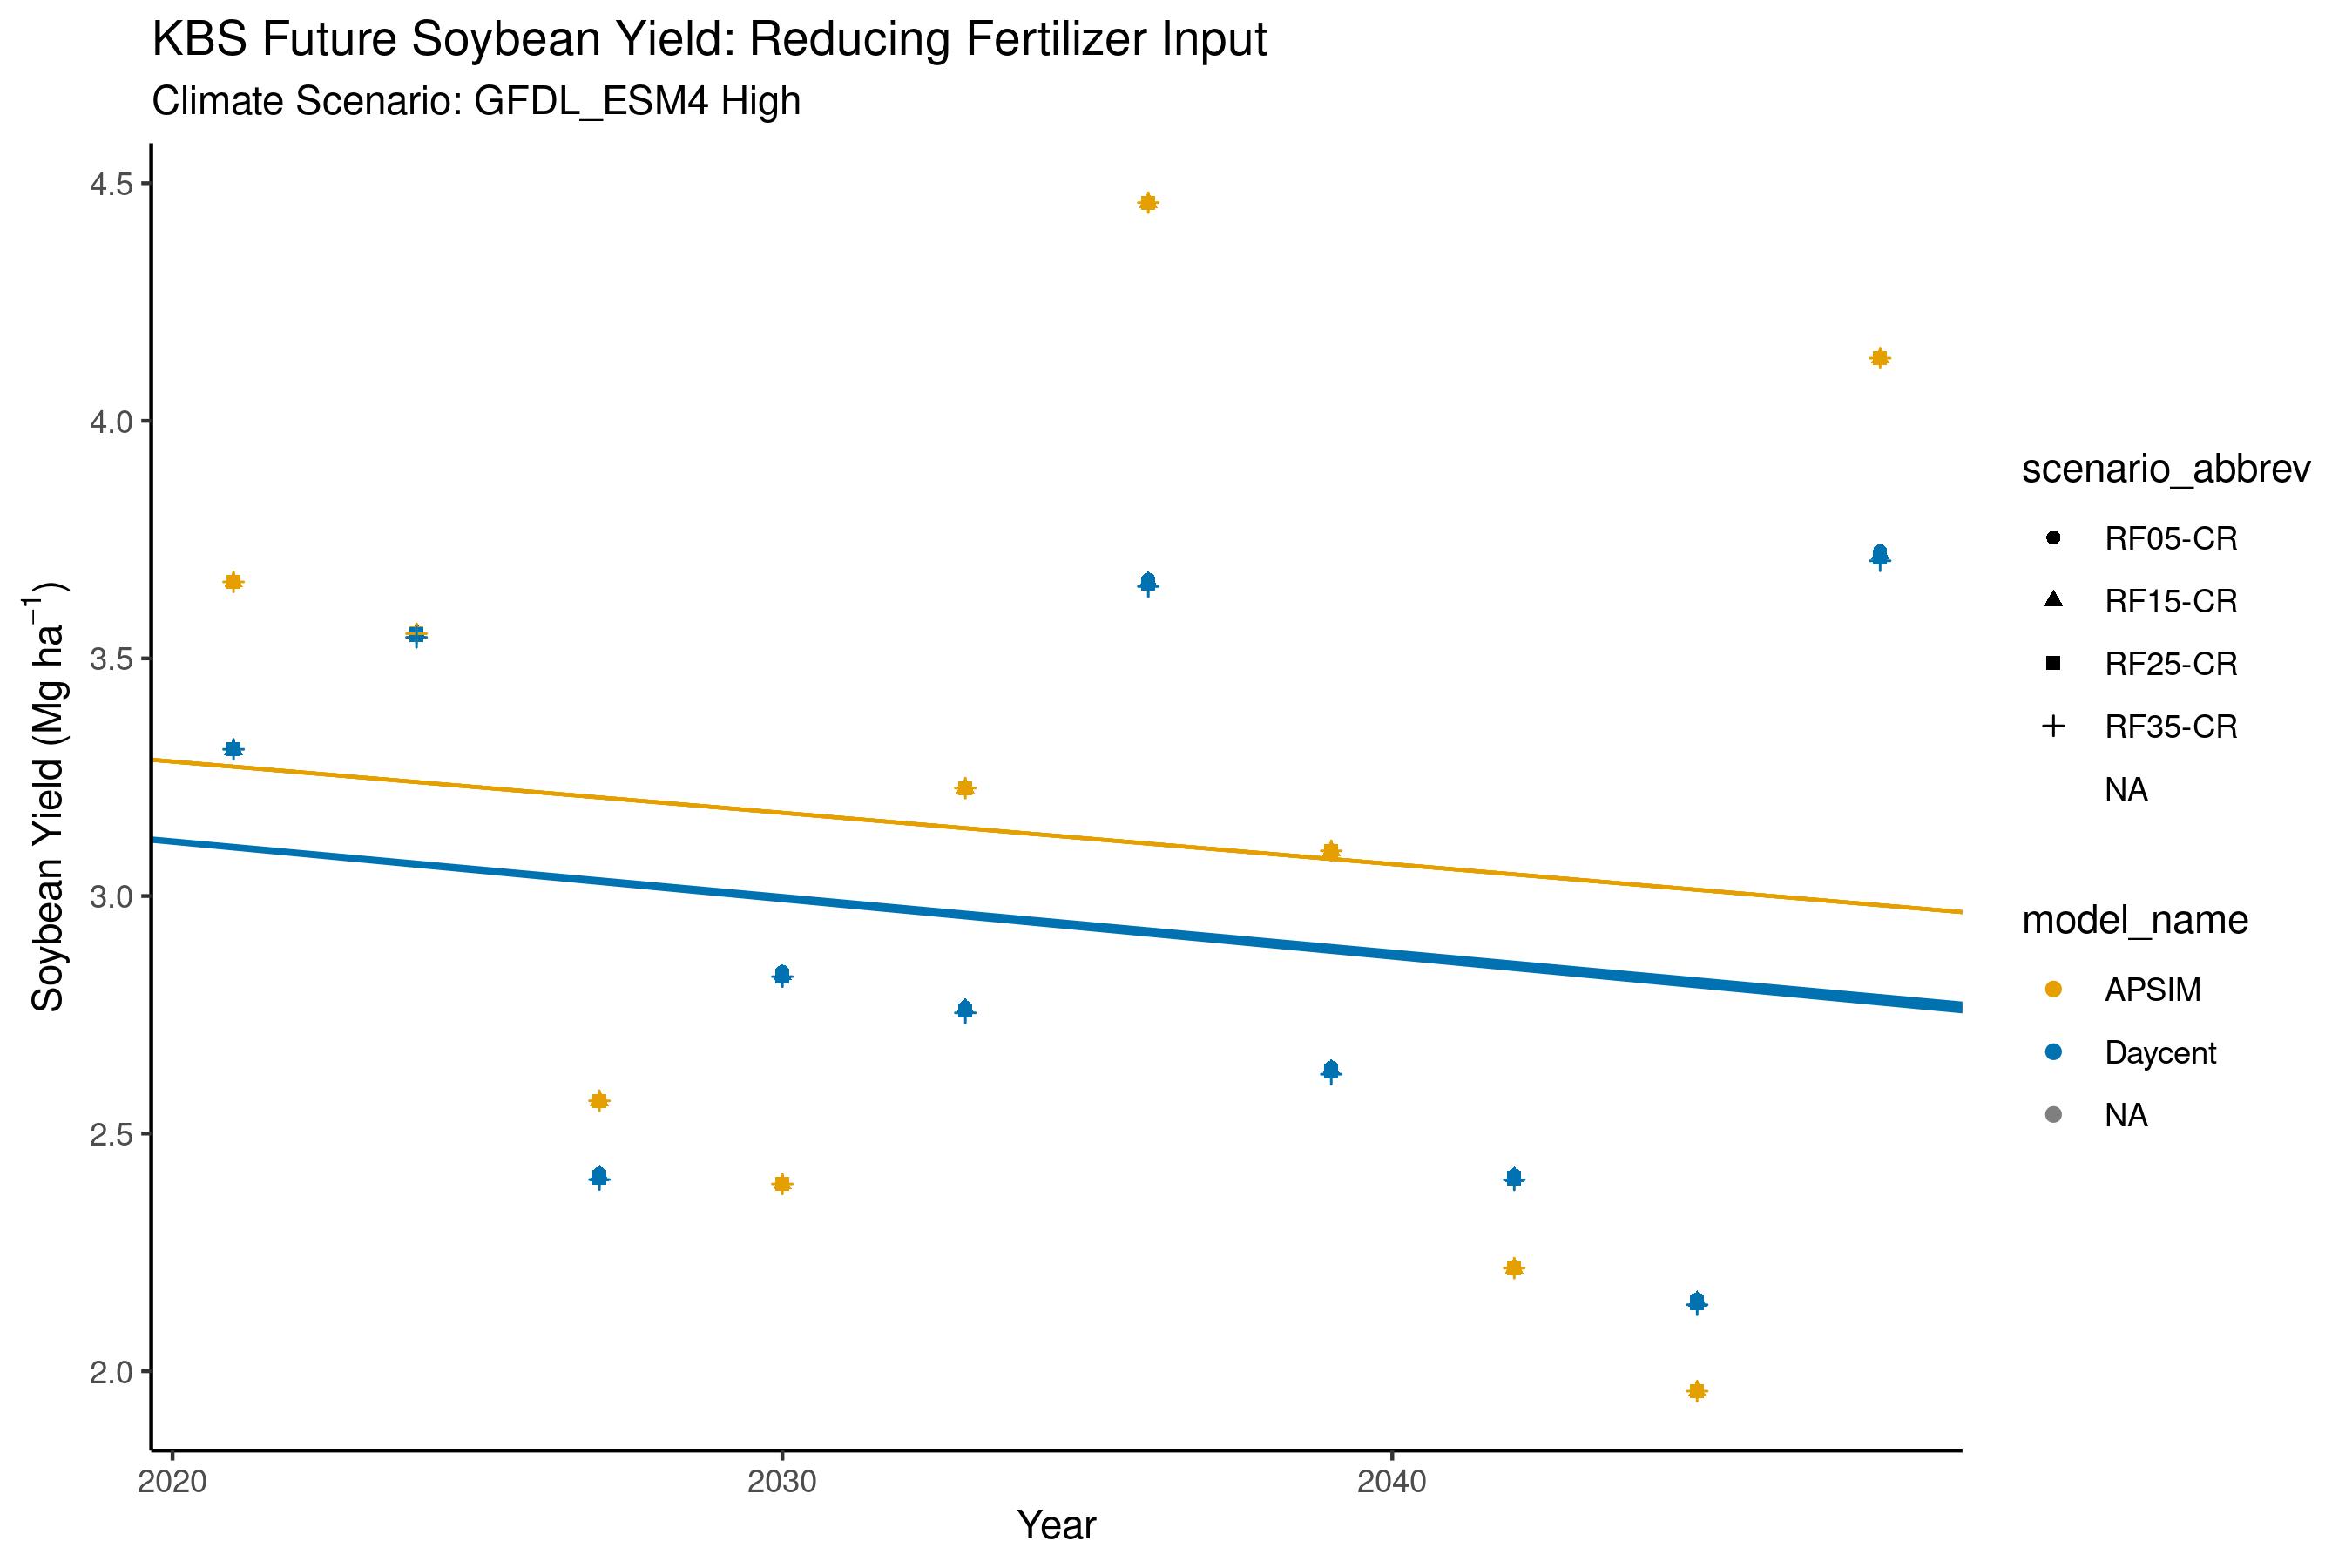 KBS Future Soybean Yield: Reducing Fertilizer Input
Climate Scenario: GFDL_ESM4 High
Soybean Yield (Mg ha⁻¹)
4.5
4.0
3.5
3.0
2.5
2.0
2020
2030
2040
Year
scenario_abbrev
RF05-CR
RF15-CR
RF25-CR
RF35-CR
NA
model_name
APSIM
Daycent
NA